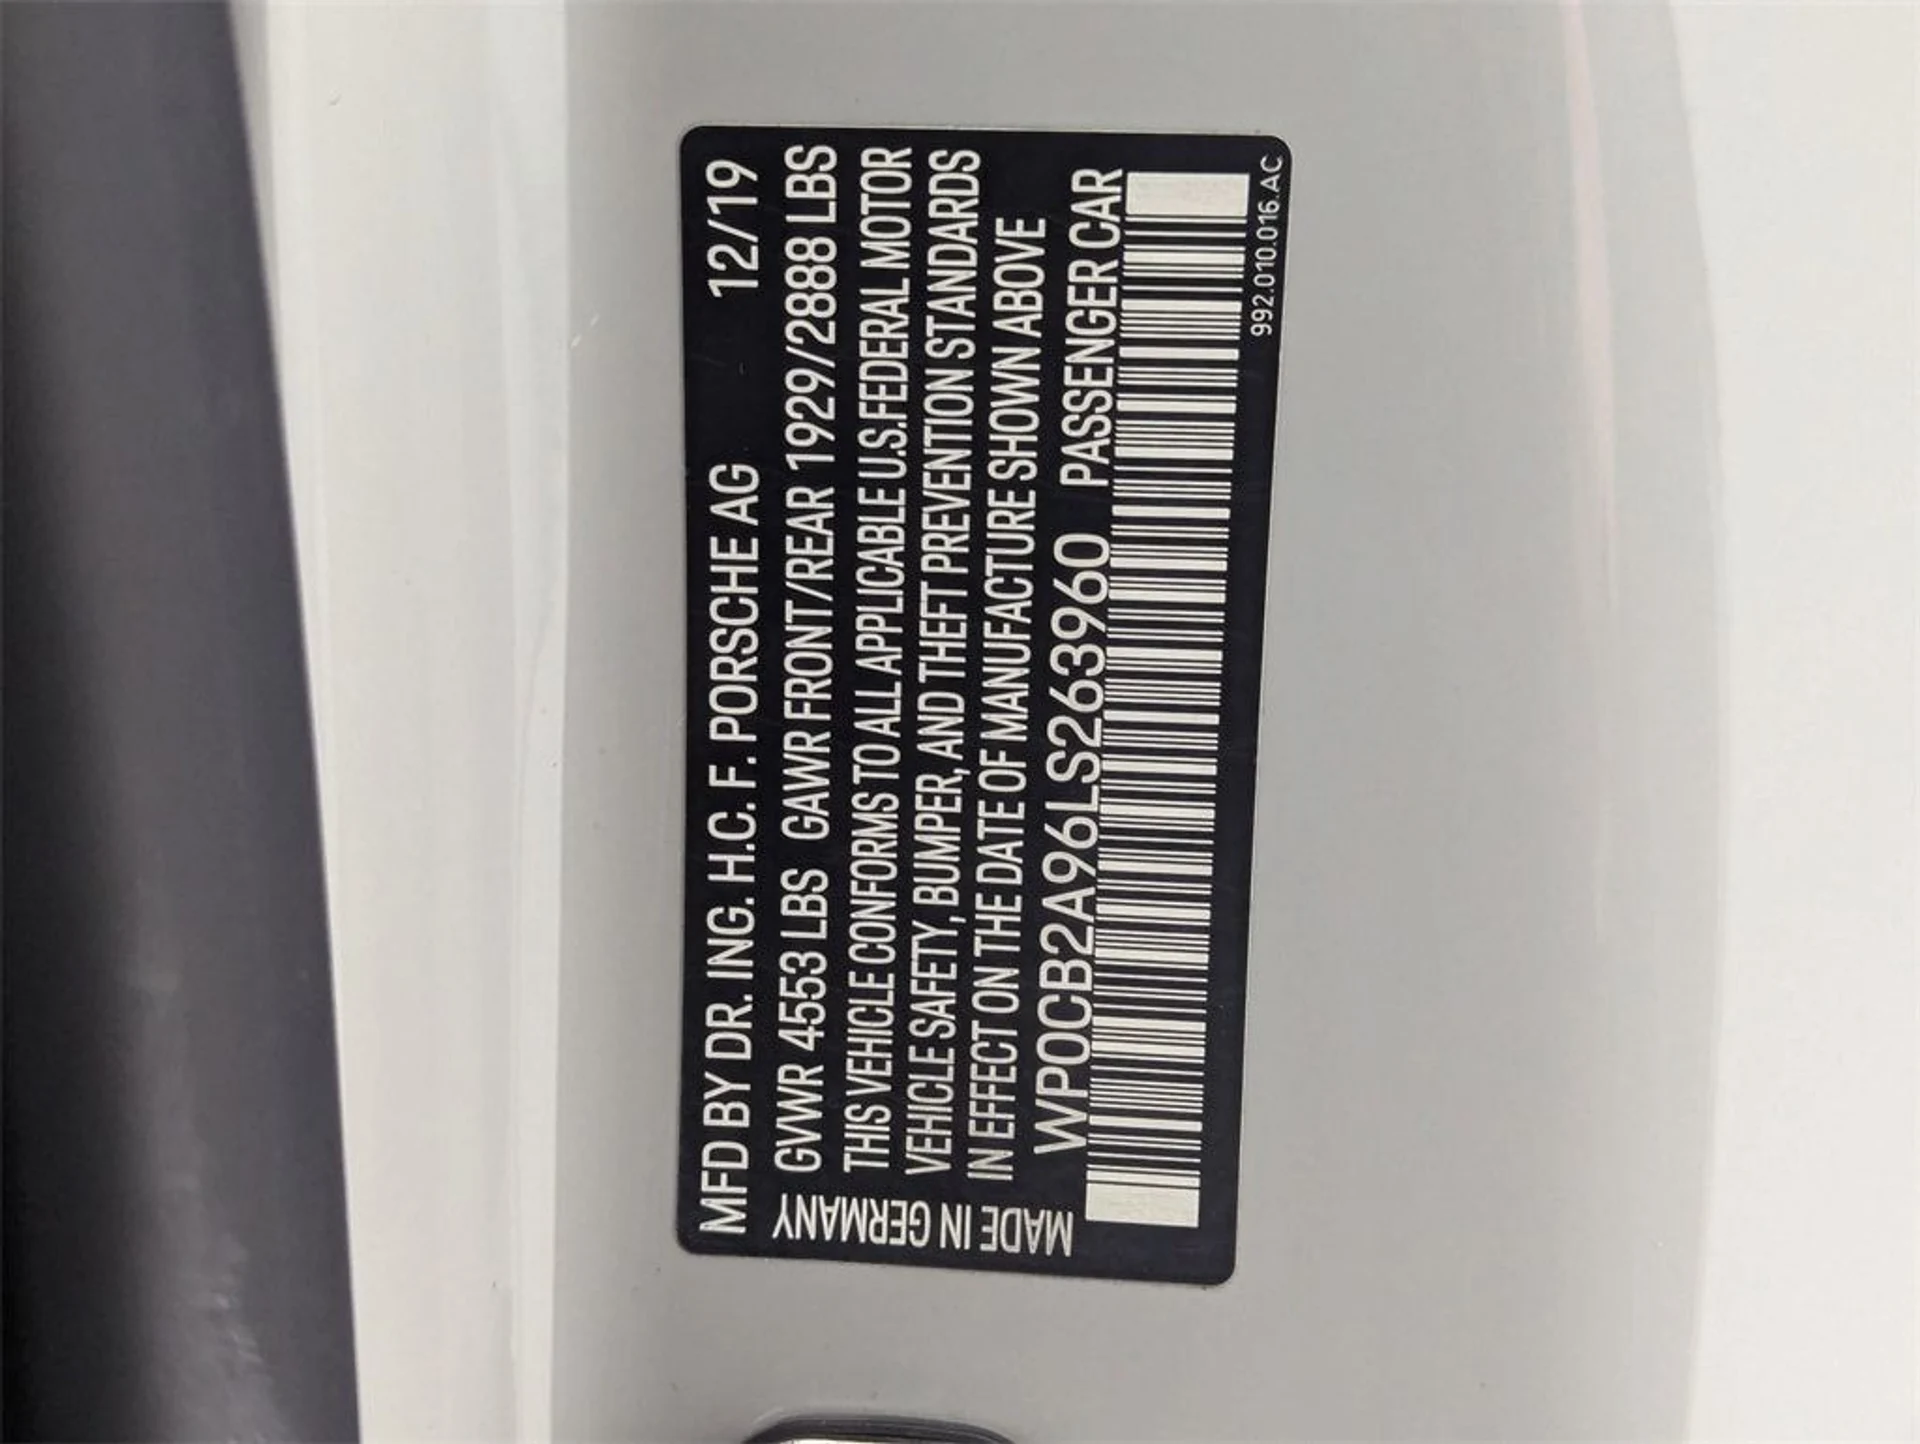 MFD BY DR. ING. H.C. F. PORSCHE AG 12/19
GVWR 4553 LBS GAWR FRONT/REAR 1929/2888 LBS
THIS VEHICLE CONFORMS TO ALL APPLICABLE U.S.FEDERAL MOTOR
VEHICLE SAFETY, BUMPER, AND THEFT PREVENTION STANDARDS
IN EFFECT ON THE DATE OF MANUFACTURE SHOWN ABOVE
WP0CB2A96LS263960 PASSENGER CAR
MADE IN GERMANY
992.010.016.AC